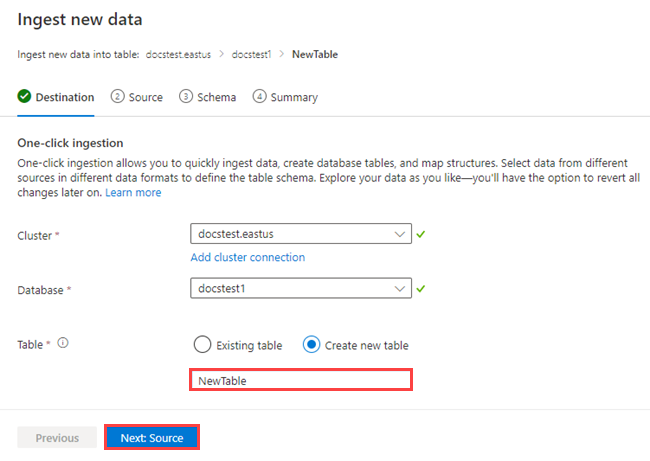 Ingest new data
Ingest new data into table: docstest.eastus > docstest1 > NewTable
Destination 2 Source 3 Schema 4 Summary
One-click ingestion
One-click ingestion allows you to quickly ingest data, create database tables, and map structures. Select data from different
sources in different data formats to define the table schema. Explore your data as you like—you'll have the option to revert all
changes later on. Learn more
Cluster * docstest.eastus
Add cluster connection
Database * docstest1
Table * Existing table Create new table
NewTable
Previous Next: Source